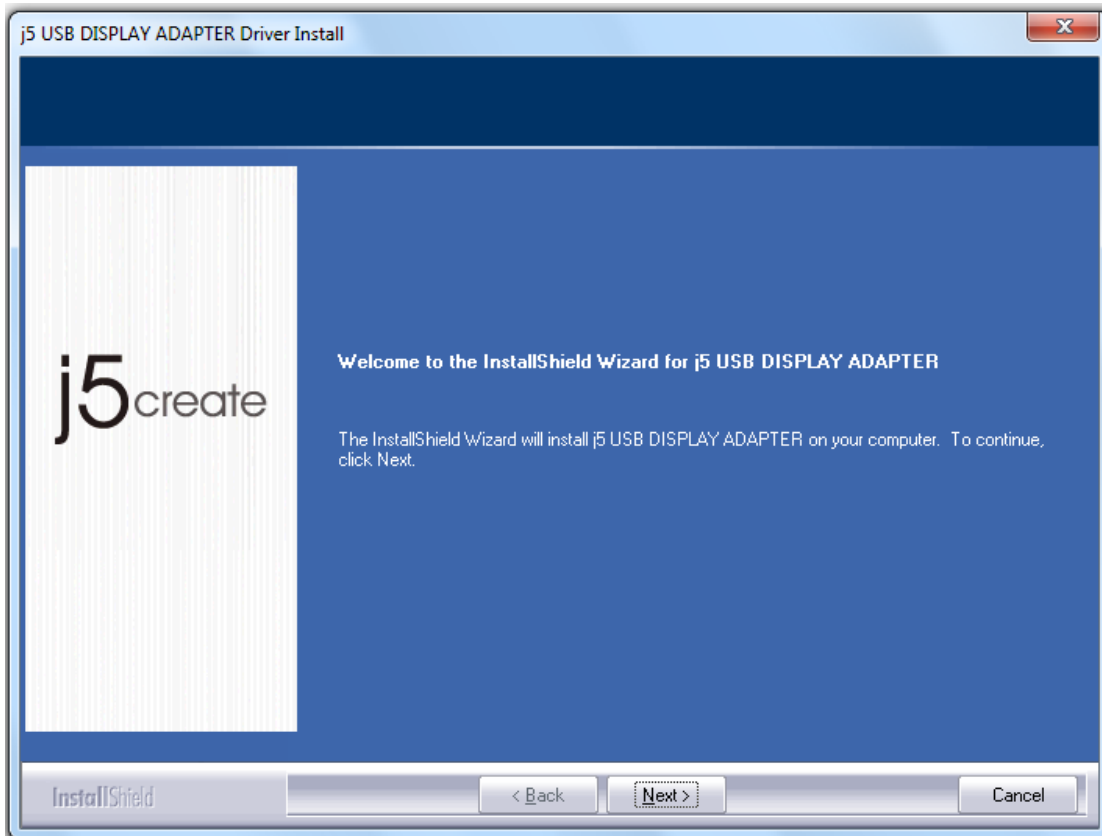 j5 USB DISPLAY ADAPTER Driver Install
j5create
Welcome to the InstallShield Wizard for j5 USB DISPLAY ADAPTER
The InstallShield Wizard will install j5 USB DISPLAY ADAPTER on your computer. To continue,
click Next.
InstallShield
< Back
Next >
Cancel